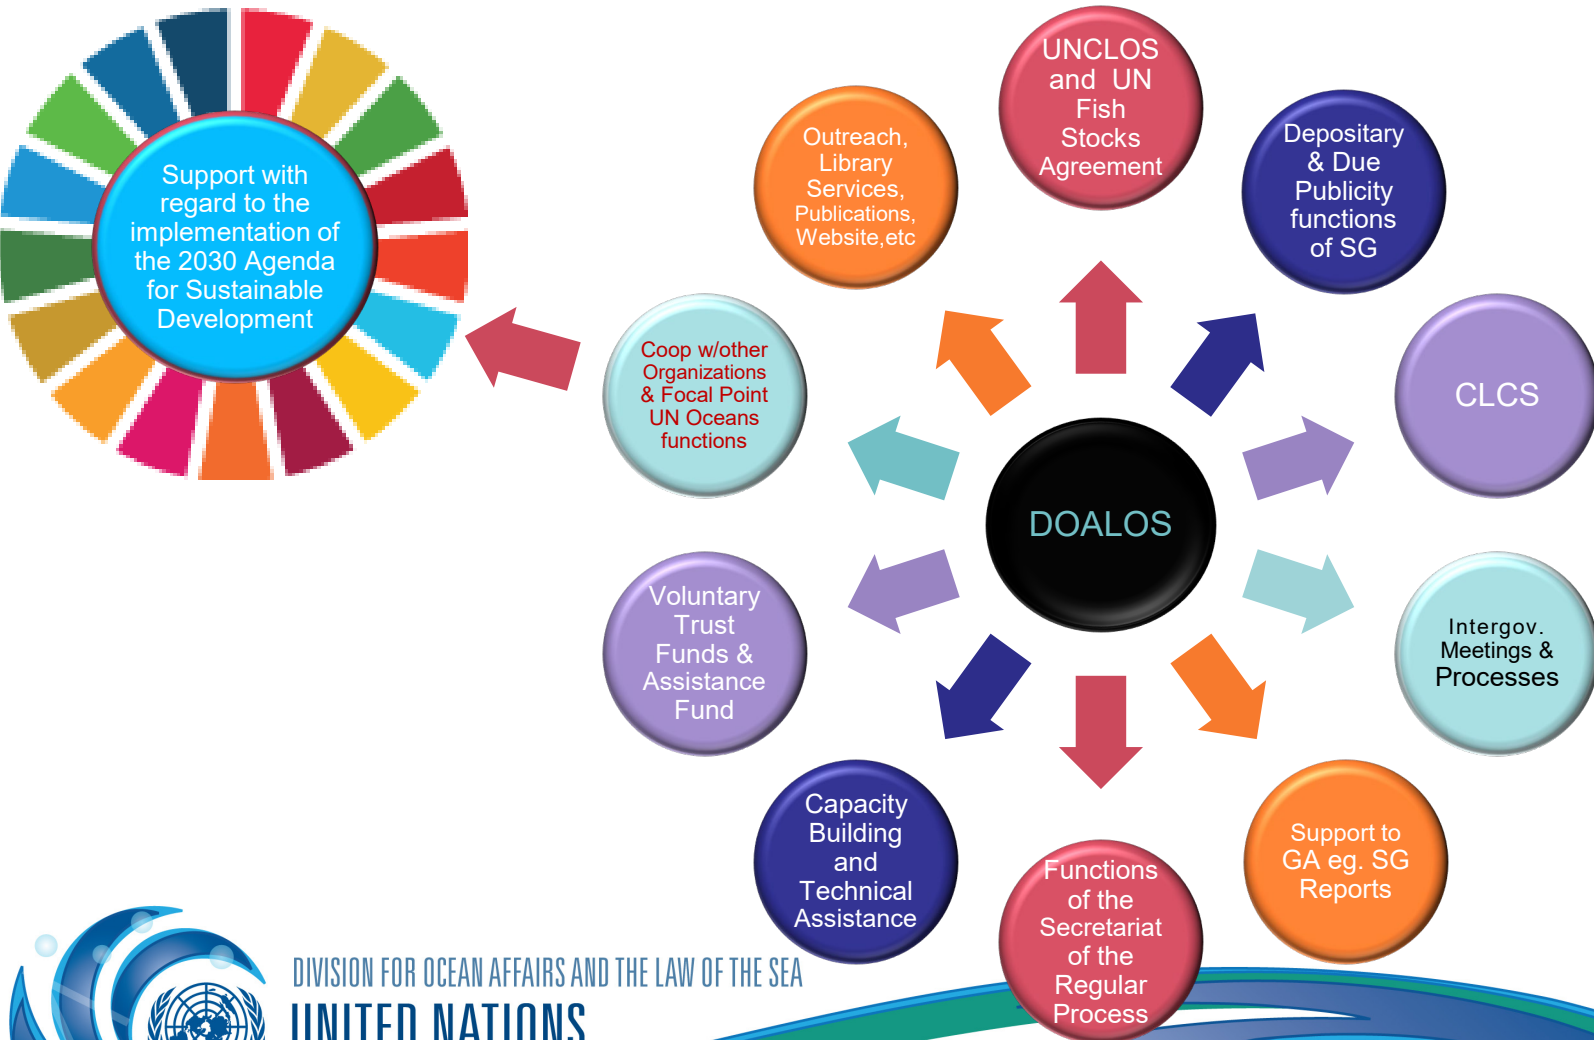 Support with
regard to the
implementation of
the 2030 Agenda
for Sustainable
Development
UNCLOS
and UN
Fish
Stocks
Agreement
Depositary
& Due
Publicity
functions
of SG
CLCS
Intergov.
Meetings &
Processes
Support to
GA eg. SG
Reports
Functions
of the
Secretariat
of the
Regular
Process
Capacity
Building
and
Technical
Assistance
Voluntary
Trust
Funds &
Assistance
Fund
Coop w/other
Organizations
& Focal Point
UN Oceans
functions
Outreach,
Library
Services,
Publications,
Website,etc
DOALOS
DIVISION FOR OCEAN AFFAIRS AND THE LAW OF THE SEA
UNITED NATIONS